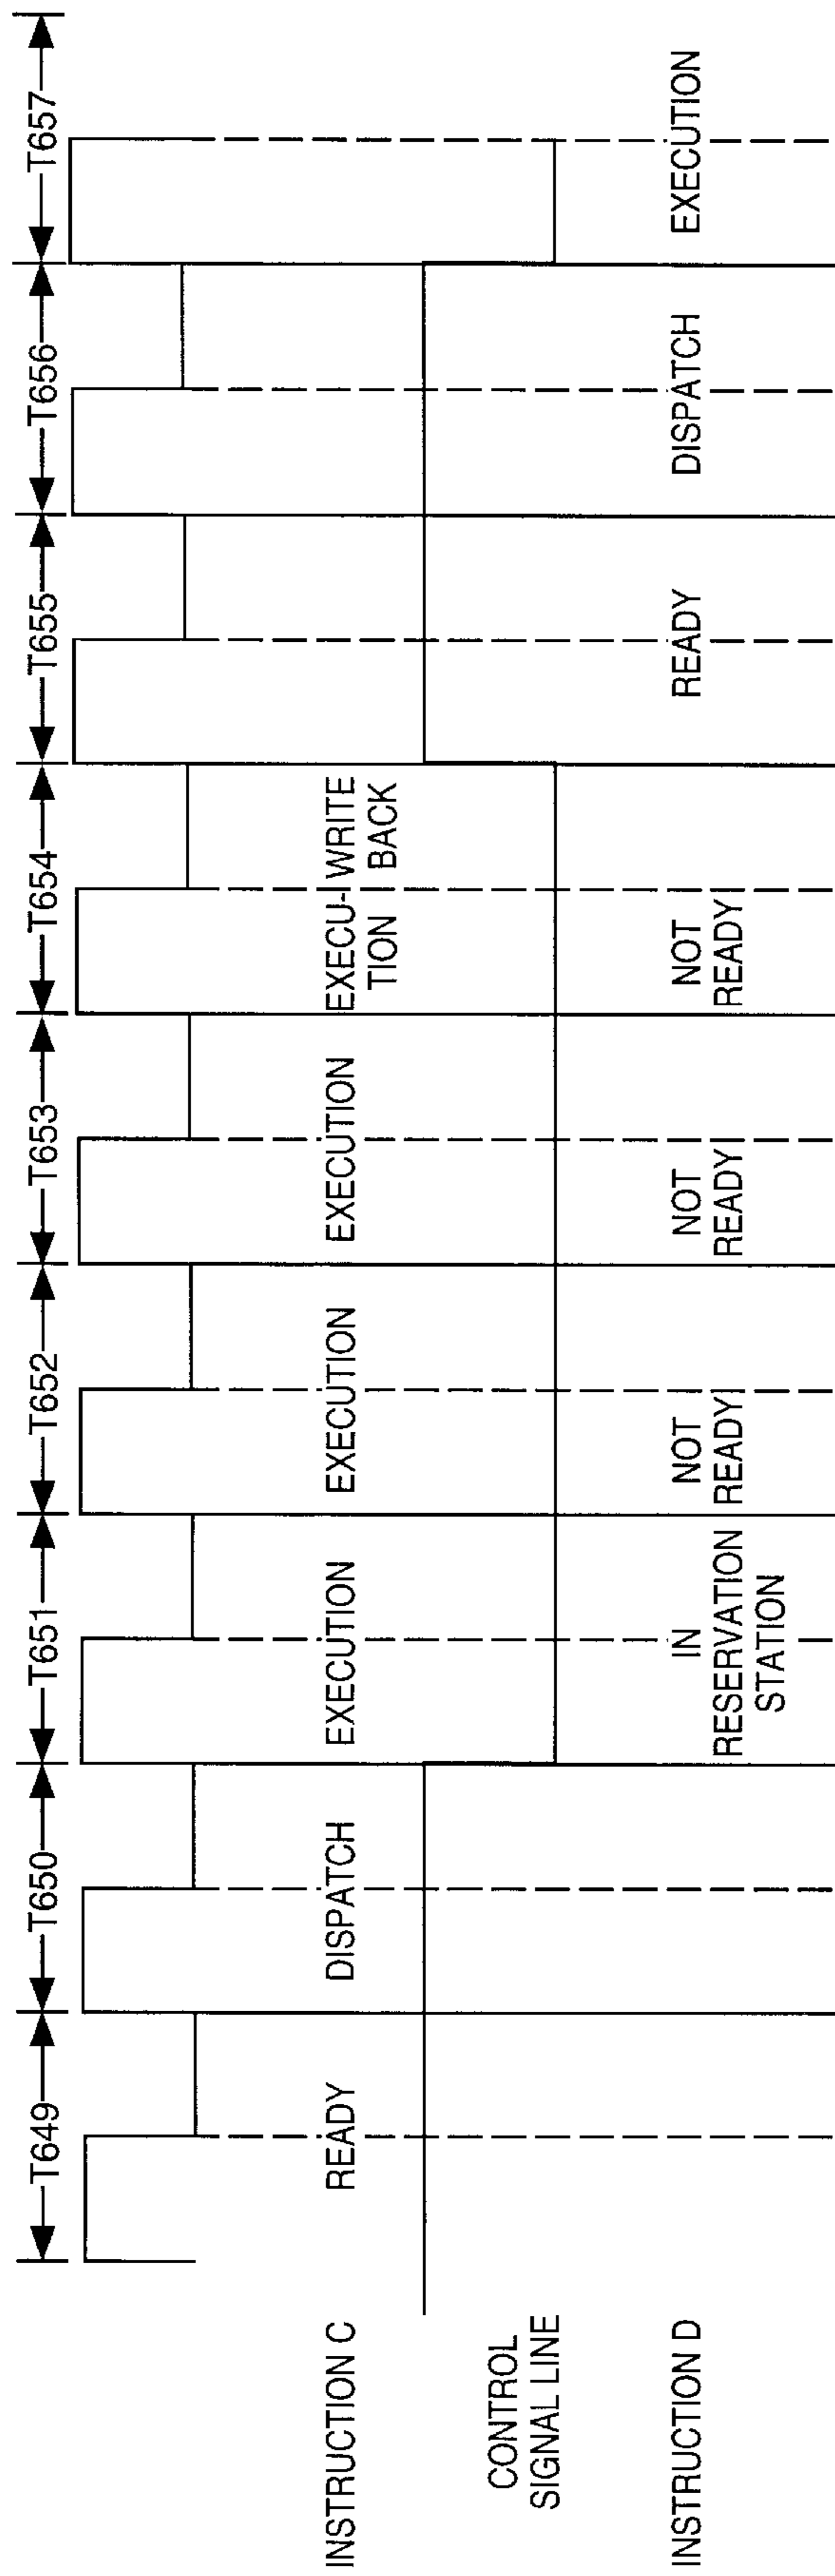 T649
T650
T651
T652
T653
T654
T655
T656
T657
INSTRUCTION C
READY
DISPATCH
EXECUTION
EXECUTION
EXECUTION
EXECU-
TION
WRITE
BACK
CONTROL
SIGNAL LINE
INSTRUCTION D
IN
RESERVATION
STATION
NOT
READY
NOT
READY
NOT
READY
READY
DISPATCH
EXECUTION